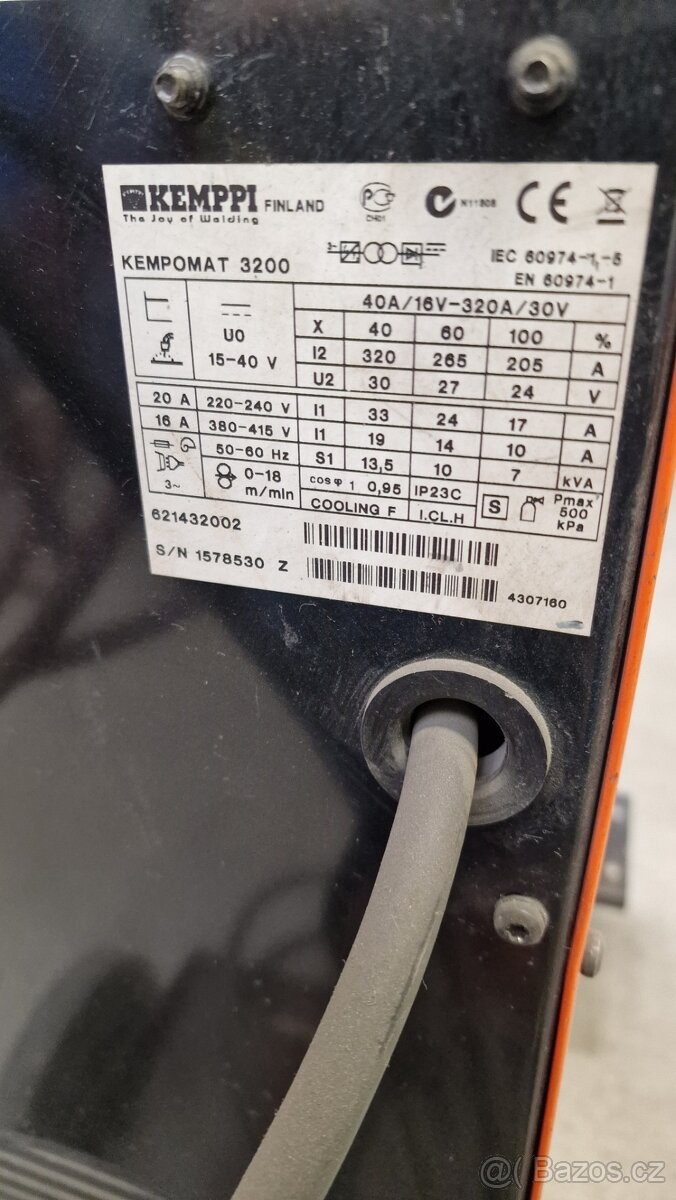 KEMPPI FINLAND
The Joy of Welding
N11808
CE
KEMPOMAT 3200
3~
IEC 60974-1,-5
EN 60974-1
U0
15-40 V
40A/16V-320A/30V
X 40 60 100 %
I2 320 265 205 A
U2 30 27 24 V
20 A 220-240 V I1 33 24 17 A
16 A 380-415 V I1 19 14 10 A
50-60 Hz S1 13,5 10 7 kVA
3~
0-18
m/min
cos φ 1 0,95 IP23C
COOLING F I.CL.H
S
Pmax
500
kPa
621432002
S/N 1578530 Z
4307160
@ Bazos.cz